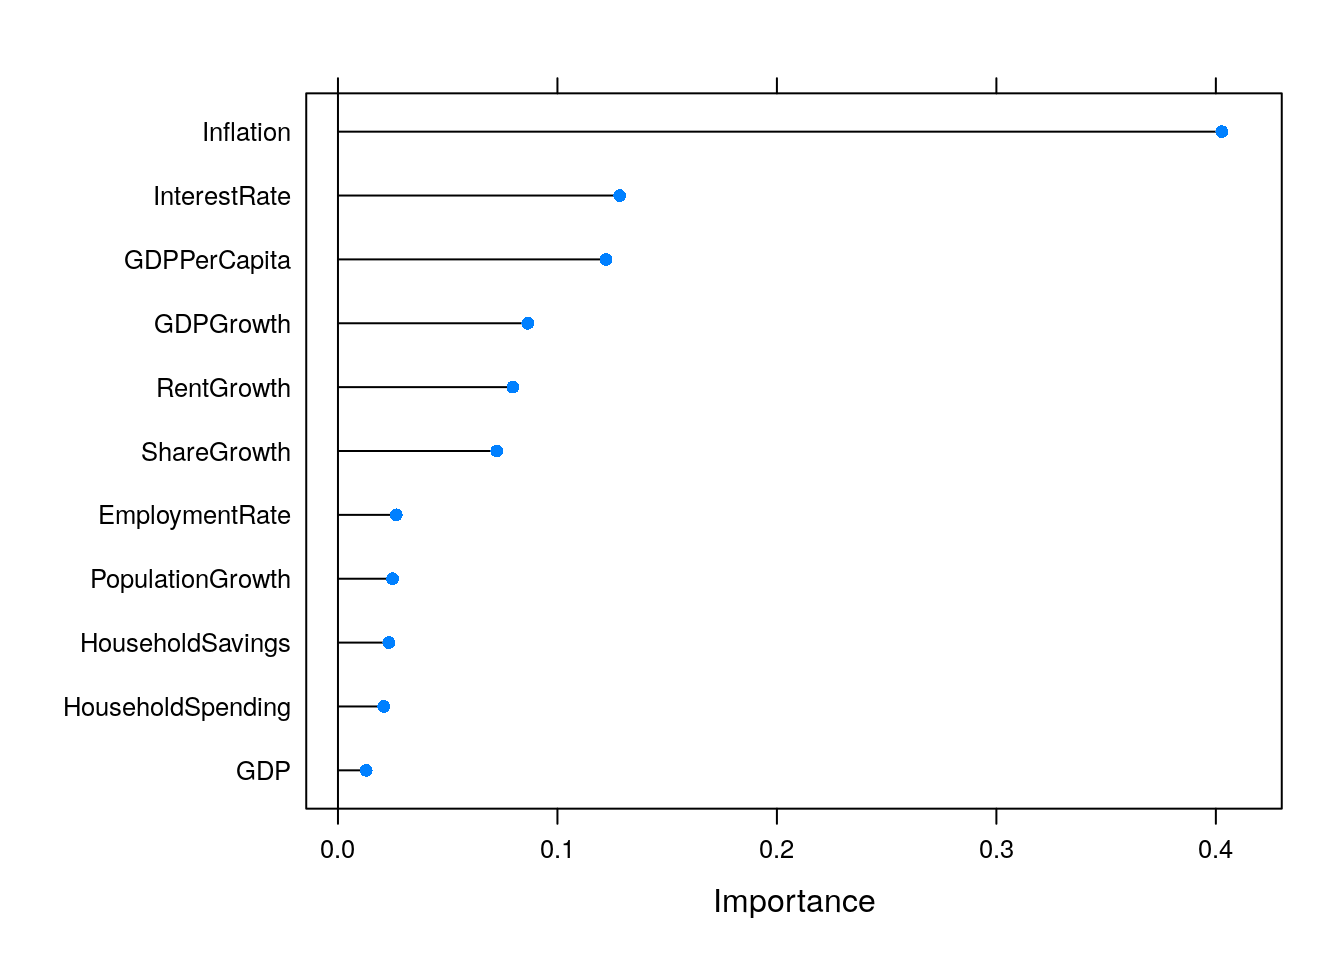 Inflation
InterestRate
GDPPerCapita
GDPGrowth
RentGrowth
ShareGrowth
EmploymentRate
PopulationGrowth
HouseholdSavings
HouseholdSpending
GDP
0.0 0.1 0.2 0.3 0.4
Importance